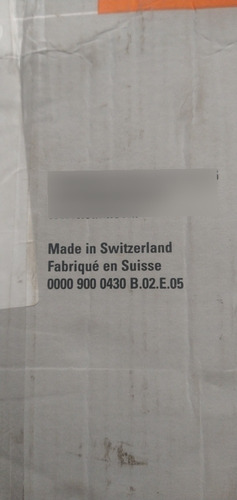 Made in Switzerland
Fabriqué en Suisse
0000 900 0430 B.02.E.05